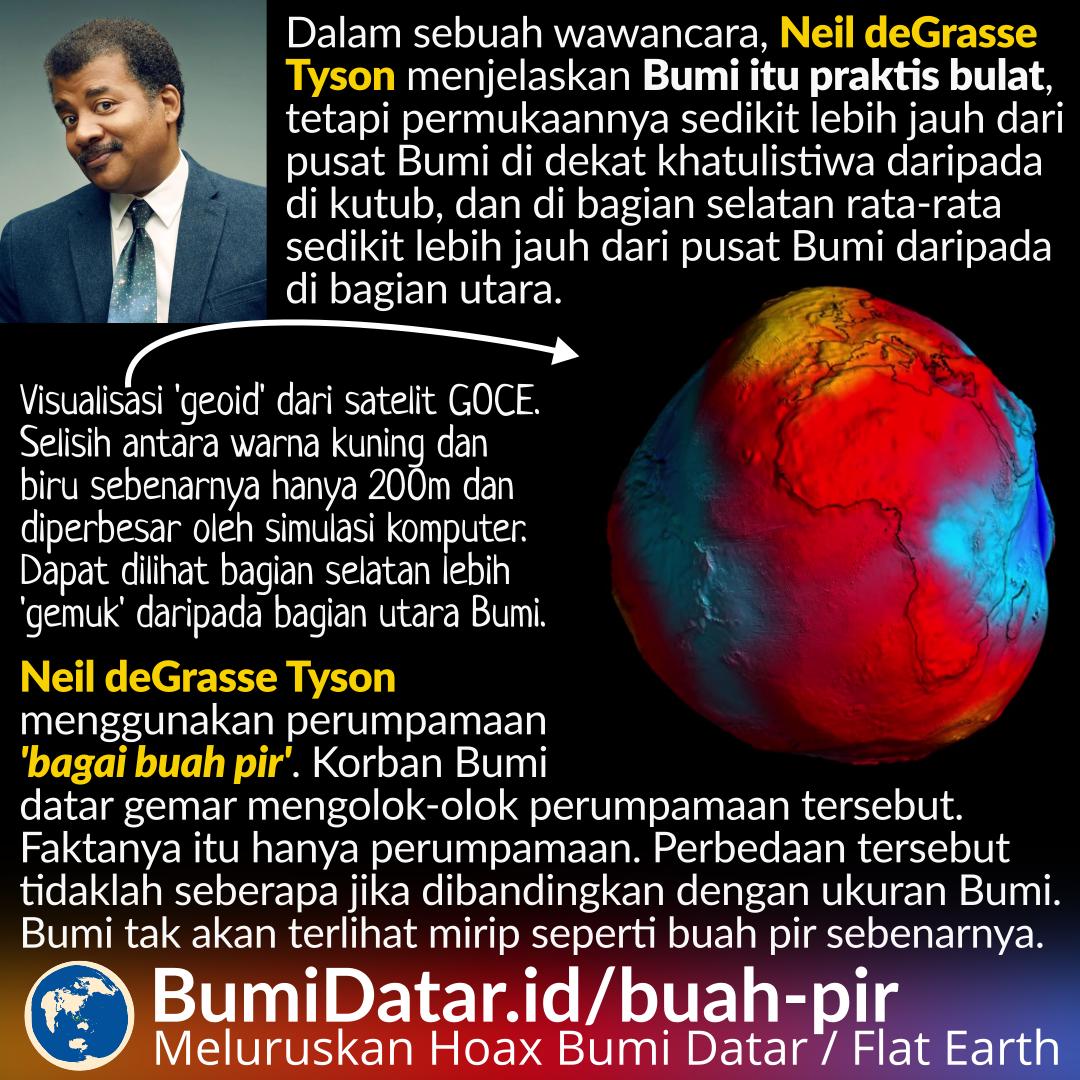 Dalam sebuah wawancara, Neil deGrasse
Tyson menjelaskan Bumi itu praktis bulat,
tetapi permukaannya sedikit lebih jauh dari
pusat Bumi di dekat khatulistiwa daripada
di kutub, dan di bagian selatan rata-rata
sedikit lebih jauh dari pusat Bumi daripada
di bagian utara.
Visualisasi 'geoid' dari satelit GOCE.
Selisih antara warna kuning dan
biru sebenarnya hanya 200m dan
diperbesar oleh simulasi komputer.
Dapat dilihat bagian selatan lebih
'gemuk' daripada bagian utara Bumi.
Neil deGrasse Tyson
menggunakan perumpamaan
'bagai buah pir'. Korban Bumi
datar gemar mengolok-olok perumpamaan tersebut.
Faktanya itu hanya perumpamaan. Perbedaan tersebut
tidaklah seberapa jika dibandingkan dengan ukuran Bumi.
Bumi tak akan terlihat mirip seperti buah pir sebenarnya.
BumiDatar.id/buah-pir
Meluruskan Hoax Bumi Datar / Flat Earth